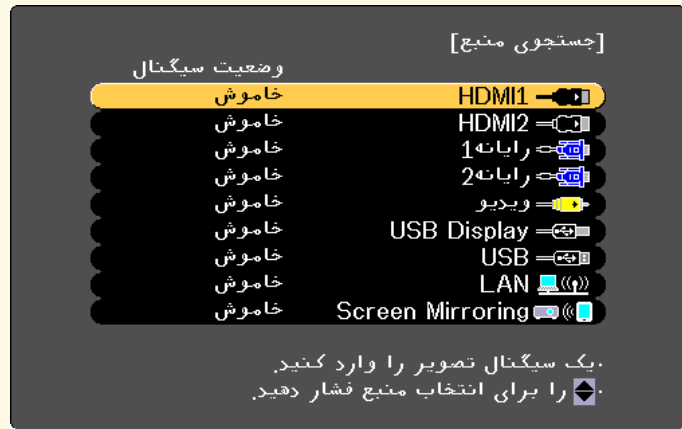 [جستجوی منبع]
وضعیت سیگنال
HDMI1 خاموش
HDMI2 خاموش
رایانه1 خاموش
رایانه2 خاموش
ویدیو خاموش
USB Display خاموش
USB خاموش
LAN خاموش
Screen Mirroring خاموش
·یک سیگنال تصویر را وارد کنید.
· را برای انتخاب منبع فشار دهید.